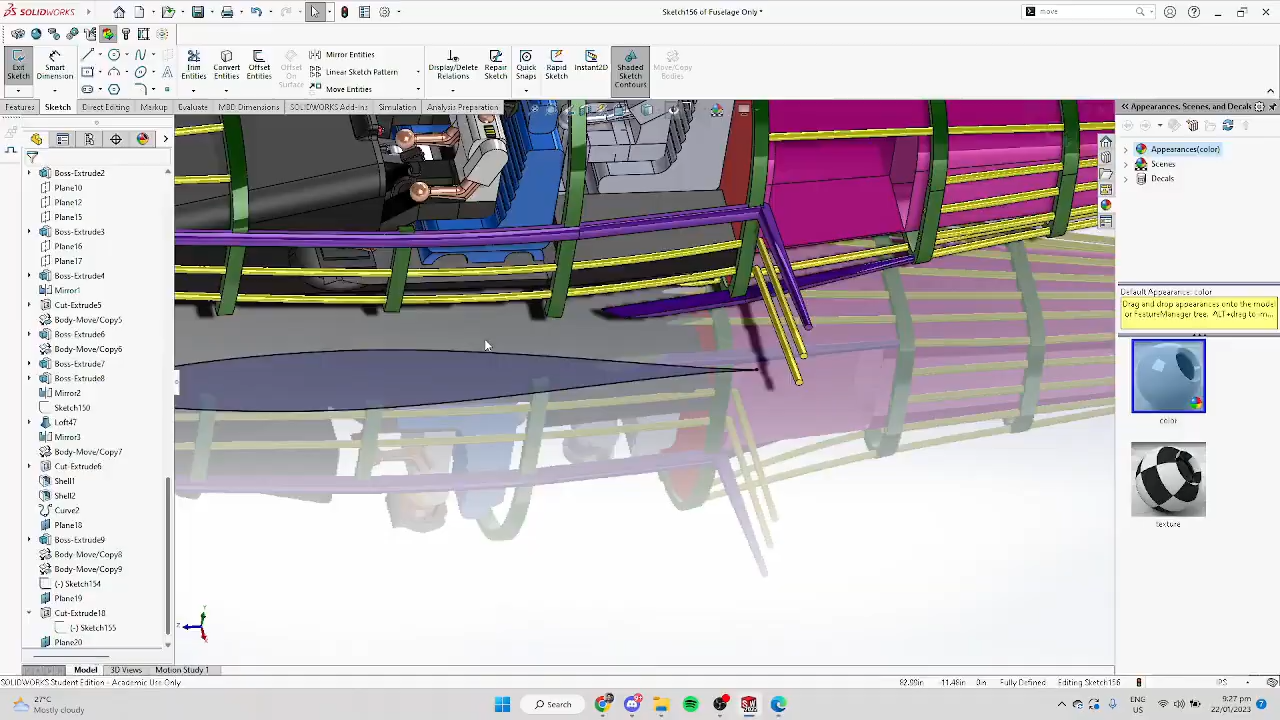 SOLIDWORKS
Sketch156 of Fuselage Only *
move
Exit Sketch
Smart Dimension
Trim Entities
Convert Entities
Offset Entities
Offset On Surface
Mirror Entities
Linear Sketch Pattern
Move Entities
Display/Delete Relations
Repair Sketch
Quick Snaps
Rapid Sketch
Instant2D
Shaded Sketch Contours
Move/Copy Bodies
Features
Sketch
Direct Editing
Markup
Evaluate
MBD Dimensions
SOLIDWORKS Add-Ins
Simulation
Analysis Preparation
Boss-Extrude2
Plane10
Plane12
Plane15
Boss-Extrude3
Plane16
Plane17
Boss-Extrude4
Mirror1
Cut-Extrude5
Body-Move/Copy5
Boss-Extrude6
Body-Move/Copy6
Boss-Extrude7
Boss-Extrude8
Mirror2
Sketch150
Loft47
Mirror3
Body-Move/Copy7
Cut-Extrude6
Shell1
Shell2
Curve2
Plane18
Boss-Extrude9
Body-Move/Copy8
Body-Move/Copy9
(-) Sketch154
Plane19
Cut-Extrude18
(-) Sketch155
Plane20
Appearances, Scenes, and Decals
Appearances(color)
Scenes
Decals
Default Appearance: color
Drag and drop appearances onto the model
or FeatureManager tree. ALT+drag to im...
color
texture
Model
3D Views
Motion Study 1
SOLIDWORKS Student Edition - Academic Use Only
Fully Defined
Editing Sketch156
IPS
27°C
Mostly cloudy
Search
ENG
US
9:27 pm
22/01/2023